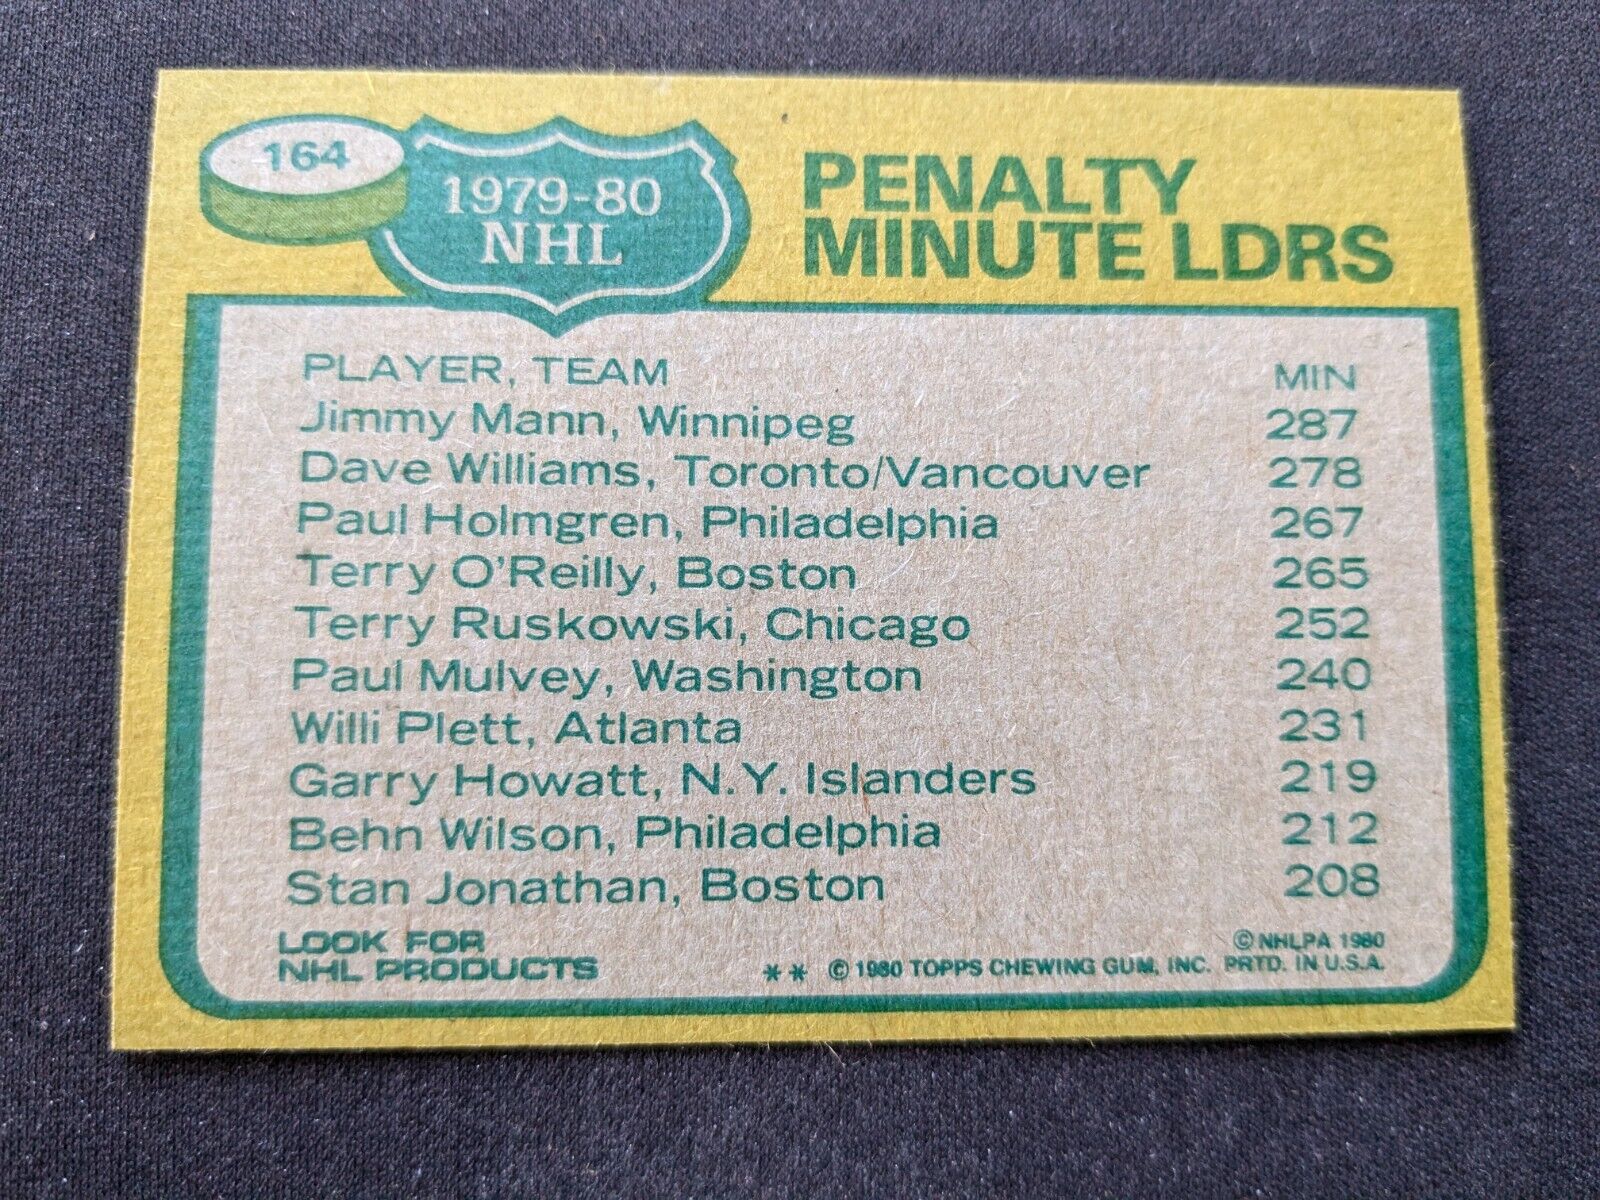 164
1979-80
NHL
PENALTY
MINUTE LDRS
PLAYER, TEAM MIN
Jimmy Mann, Winnipeg 287
Dave Williams, Toronto/Vancouver 278
Paul Holmgren, Philadelphia 267
Terry O'Reilly, Boston 265
Terry Ruskowski, Chicago 252
Paul Mulvey, Washington 240
Willi Plett, Atlanta 231
Garry Howatt, N.Y. Islanders 219
Behn Wilson, Philadelphia 212
Stan Jonathan, Boston 208
LOOK FOR
NHL PRODUCTS
© NHLPA 1980
** © 1980 TOPPS CHEWING GUM, INC. PRTD. IN U.S.A.